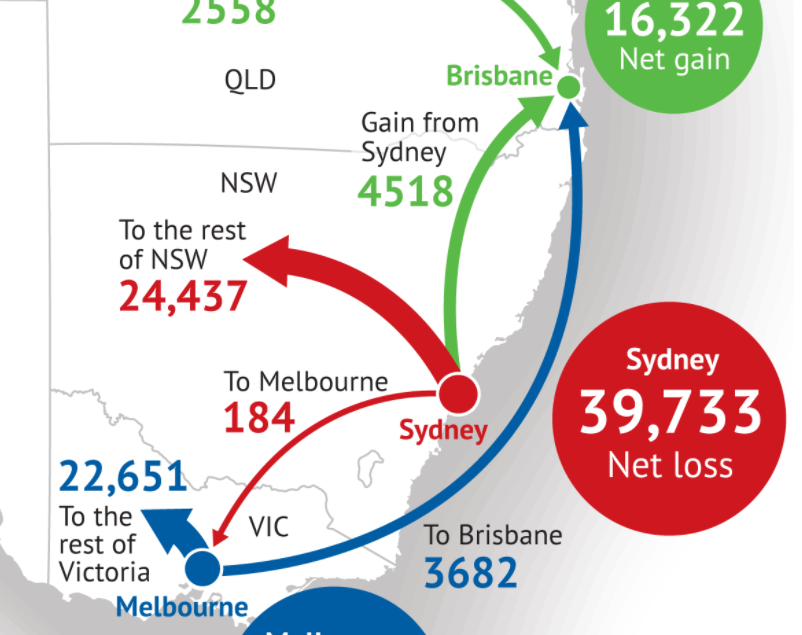 2558
16,322
Net gain
QLD
Brisbane
Gain from
Sydney
4518
NSW
To the rest
of NSW
24,437
Sydney
39,733
Net loss
To Melbourne
184
Sydney
22,651
To the
rest of
Victoria
VIC
To Brisbane
3682
Melbourne